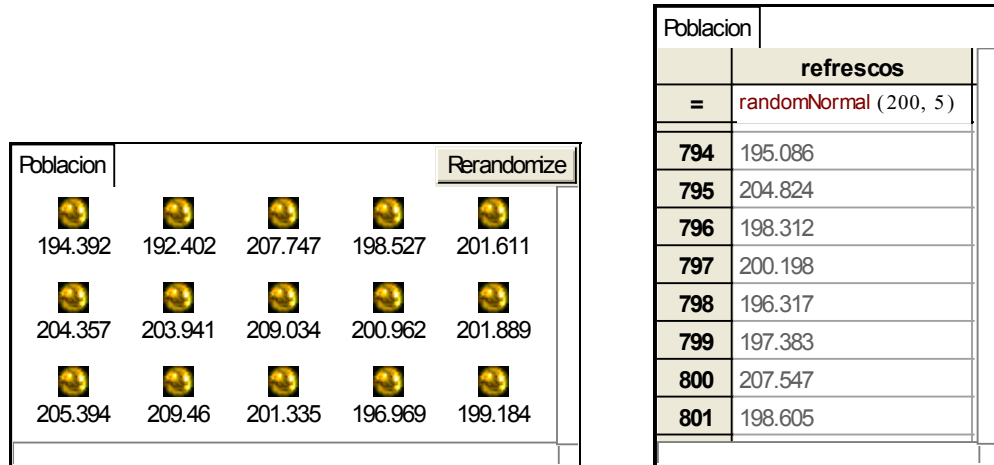 Poblacion
Rerandomize
194.392 192.402 207.747 198.527 201.611
204.357 203.941 209.034 200.962 201.889
205.394 209.46 201.335 196.969 199.184
Poblacion
refrescos
= randomNormal (200, 5)
794 195.086
795 204.824
796 198.312
797 200.198
798 196.317
799 197.383
800 207.547
801 198.605